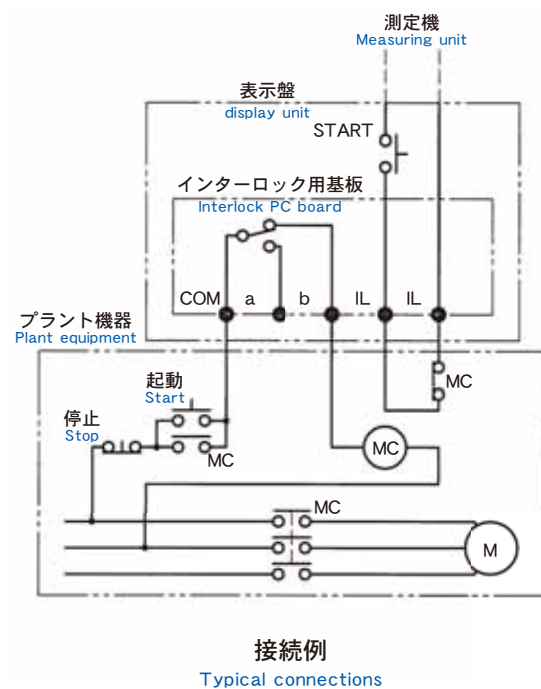 測定機
Measuring unit
表示盤
display unit
START
インターロック用基板
Interlock PC board
COM a b IL IL
プラント機器
Plant equipment
MC
起動
Start
停止
Stop
MC
MC
MC
M
接続例
Typical connections